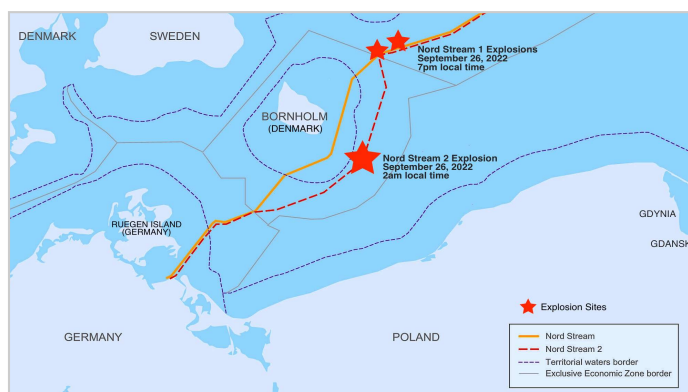 DENMARK
SWEDEN
Nord Stream 1 Explosions
September 26, 2022
7pm local time
BORNHOLM
(DENMARK)
Nord Stream 2 Explosion
September 26, 2022
2am local time
RUEGEN ISLAND
(GERMANY)
GDYNIA
GDANSK
Explosion Sites
GERMANY
POLAND
Nord Stream
Nord Stream 2
Territorial waters border
Exclusive Economic Zone border